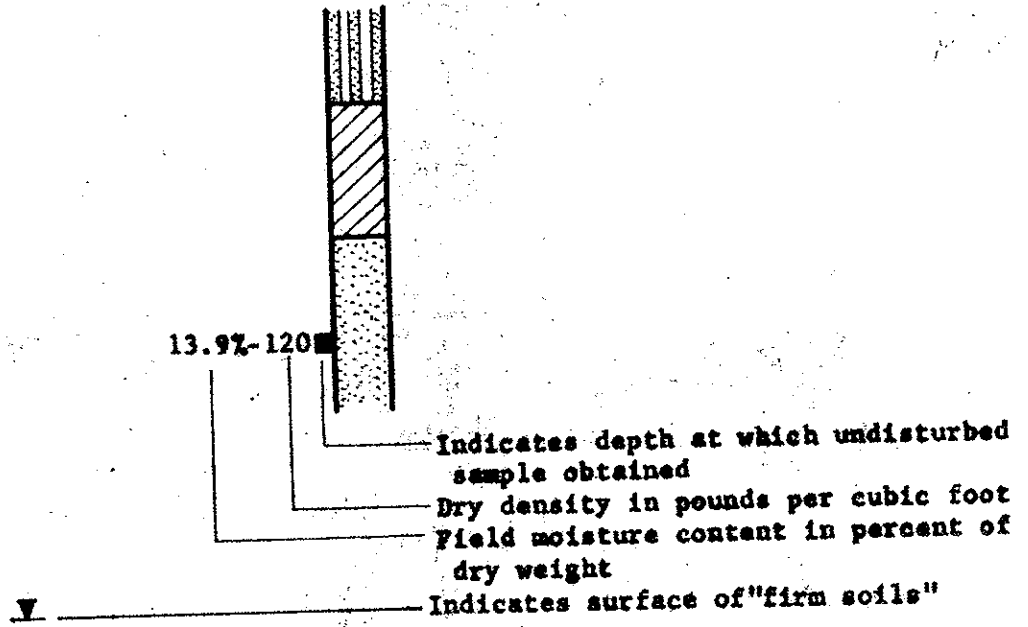 13.9%-120
Indicates depth at which undisturbed
sample obtained
Dry density in pounds per cubic foot
Field moisture content in percent of
dry weight
Indicates surface of"firm soils"